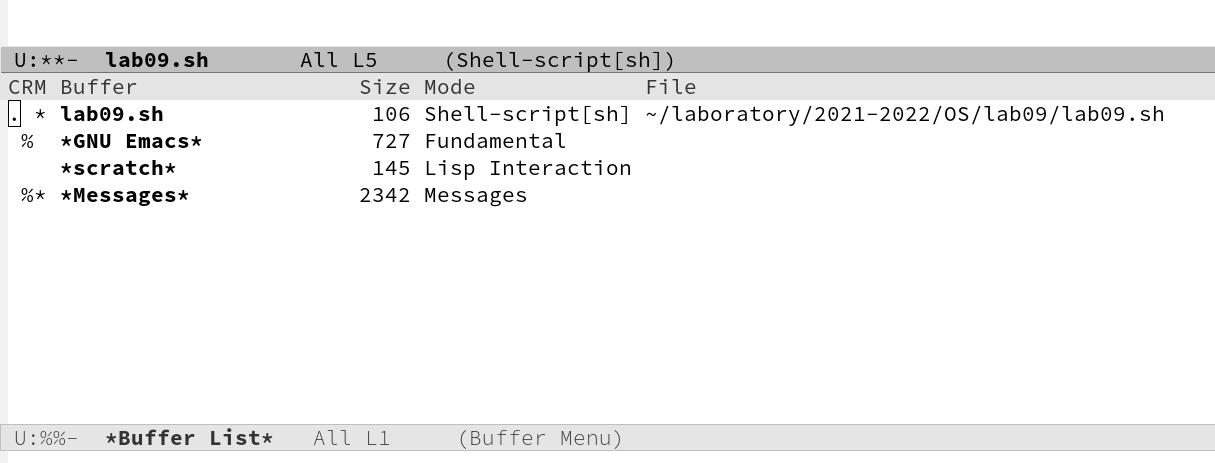 U:**-  lab09.sh       All L5     (Shell-script[sh])
CRM Buffer                 Size Mode             File
. * lab09.sh                106 Shell-script[sh] ~/laboratory/2021-2022/OS/lab09/lab09.sh
 %  *GNU Emacs*             727 Fundamental
    *scratch*               145 Lisp Interaction
 %* *Messages*             2342 Messages
U:%%-  *Buffer List*   All L1     (Buffer Menu)